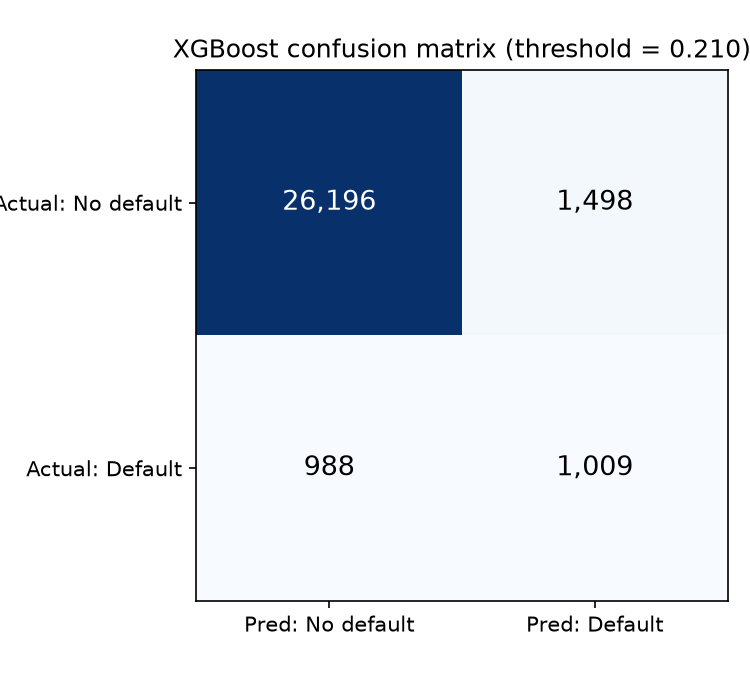 XGBoost confusion matrix (threshold = 0.210)
Actual: No default
26,196
1,498
Actual: Default
988
1,009
Pred: No default
Pred: Default